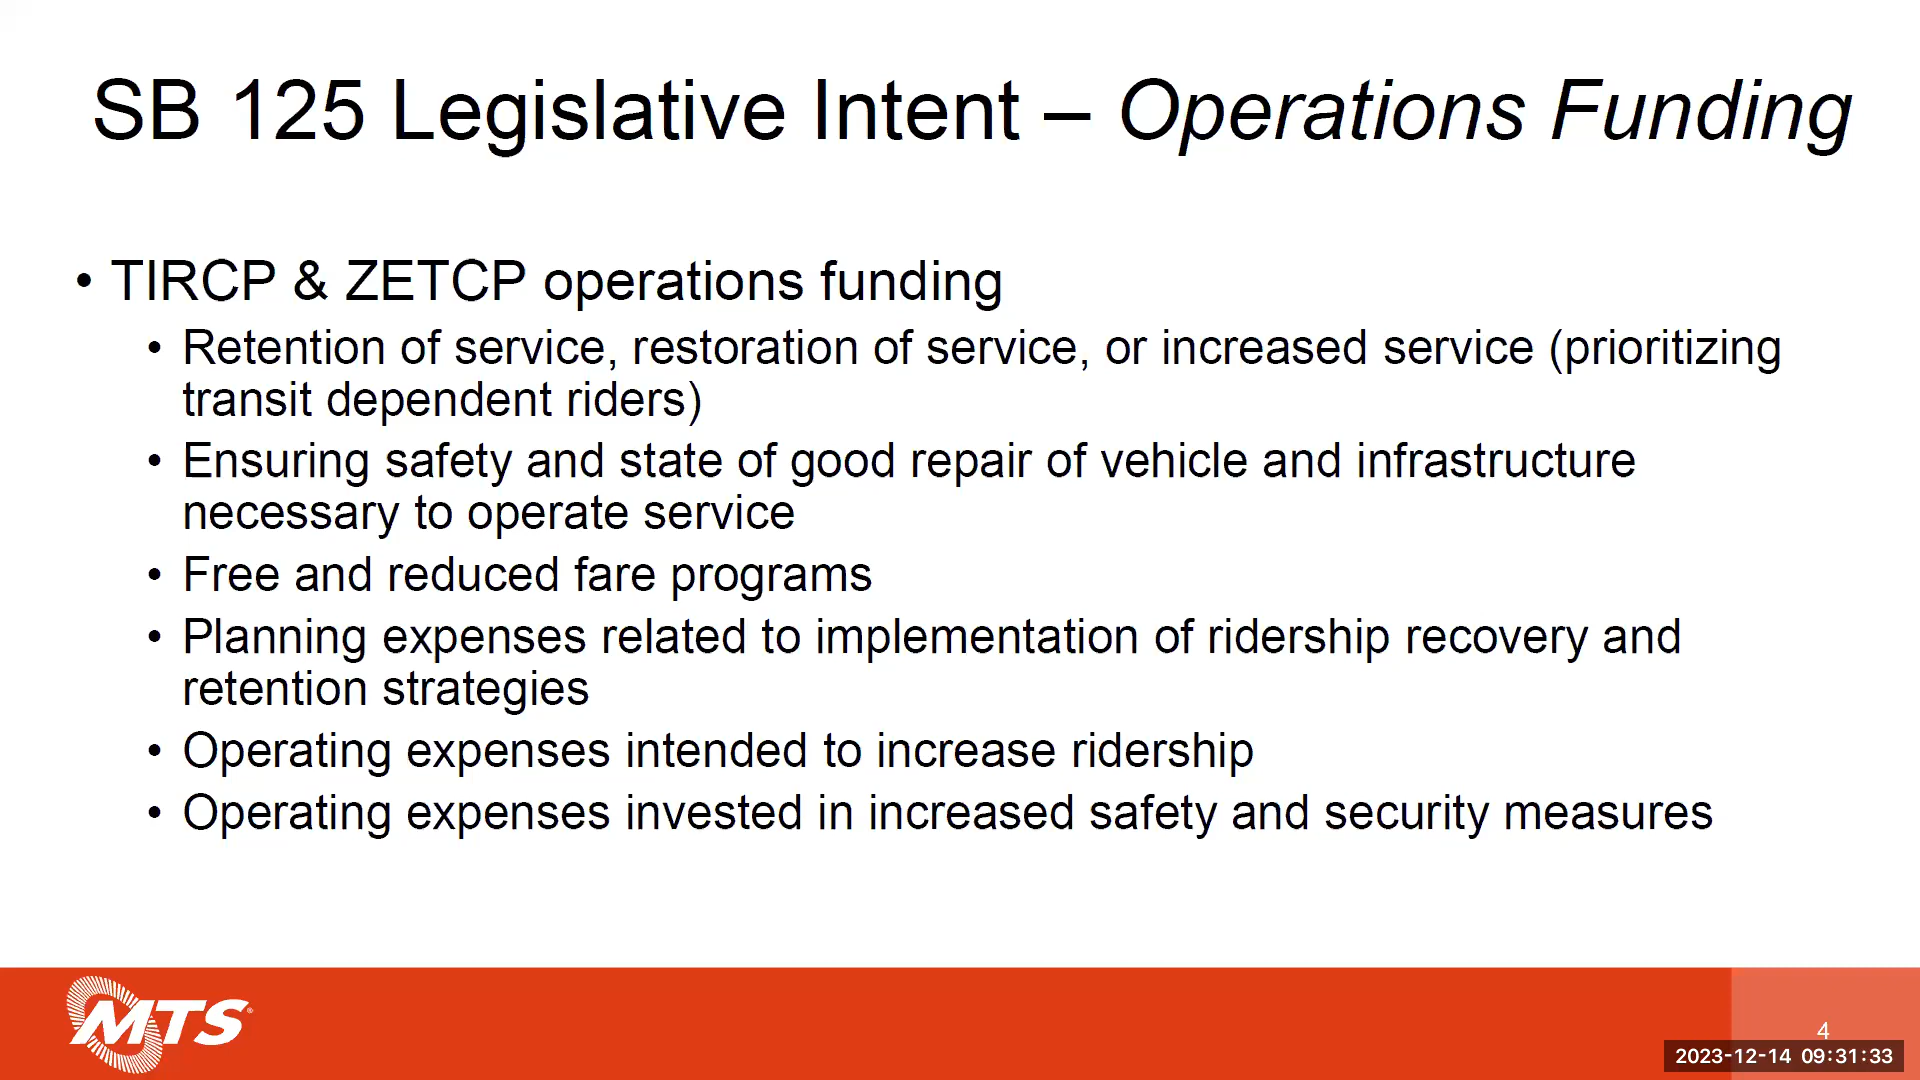 SB 125 Legislative Intent – Operations Funding
• TIRCP & ZETCP operations funding
• Retention of service, restoration of service, or increased service (prioritizing
transit dependent riders)
• Ensuring safety and state of good repair of vehicle and infrastructure
necessary to operate service
• Free and reduced fare programs
• Planning expenses related to implementation of ridership recovery and
retention strategies
• Operating expenses intended to increase ridership
• Operating expenses invested in increased safety and security measures
MTS®
4
2023-12-14 09:31:33